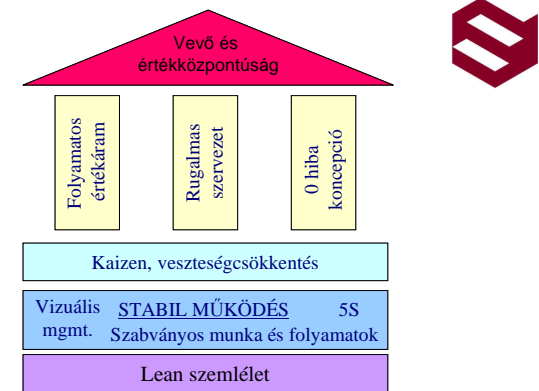 Vevő és
értékközpontúság
Folyamatos
értékáram
Rugalmas
szervezet
0 hiba
koncepció
Kaizen, veszteségcsökkentés
Vizuális
mgmt.
STABIL MŰKÖDÉS 5S
Szabványos munka és folyamatok
Lean szemlélet